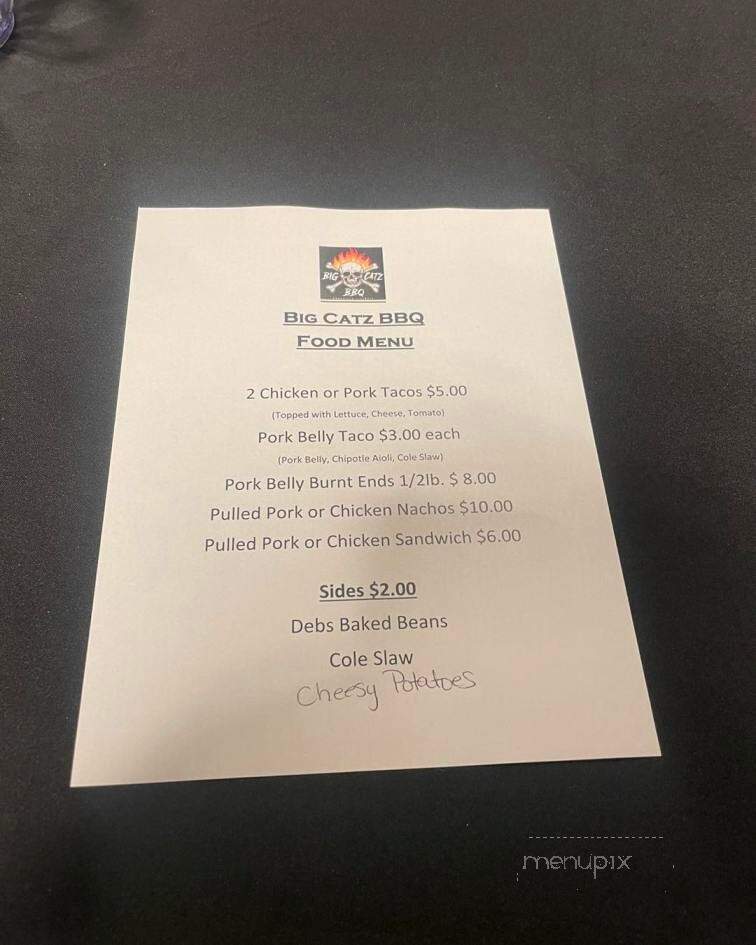 BIG CATZ
BBQ
BIG CATZ BBQ
FOOD MENU
2 Chicken or Pork Tacos $5.00
(Topped with Lettuce, Cheese, Tomato)
Pork Belly Taco $3.00 each
(Pork Belly, Chipotle Aioli, Cole Slaw)
Pork Belly Burnt Ends 1/2lb. $ 8.00
Pulled Pork or Chicken Nachos $10.00
Pulled Pork or Chicken Sandwich $6.00
Sides $2.00
Debs Baked Beans
Cole Slaw
Cheesy Potatoes
menupix